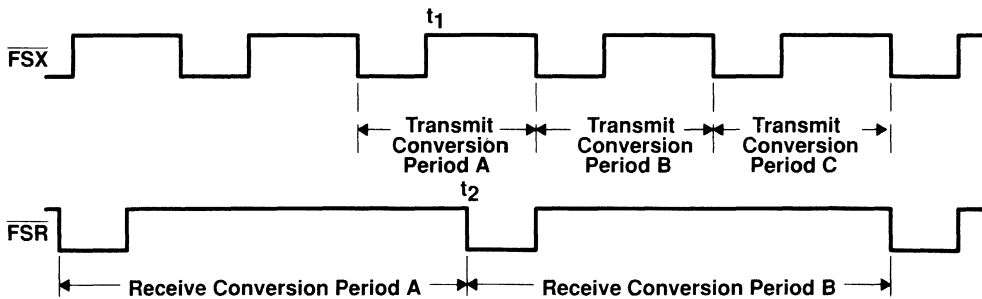 t1
FSX
Transmit Conversion Period A
Transmit Conversion Period B
Transmit Conversion Period C
t2
FSR
Receive Conversion Period A
Receive Conversion Period B